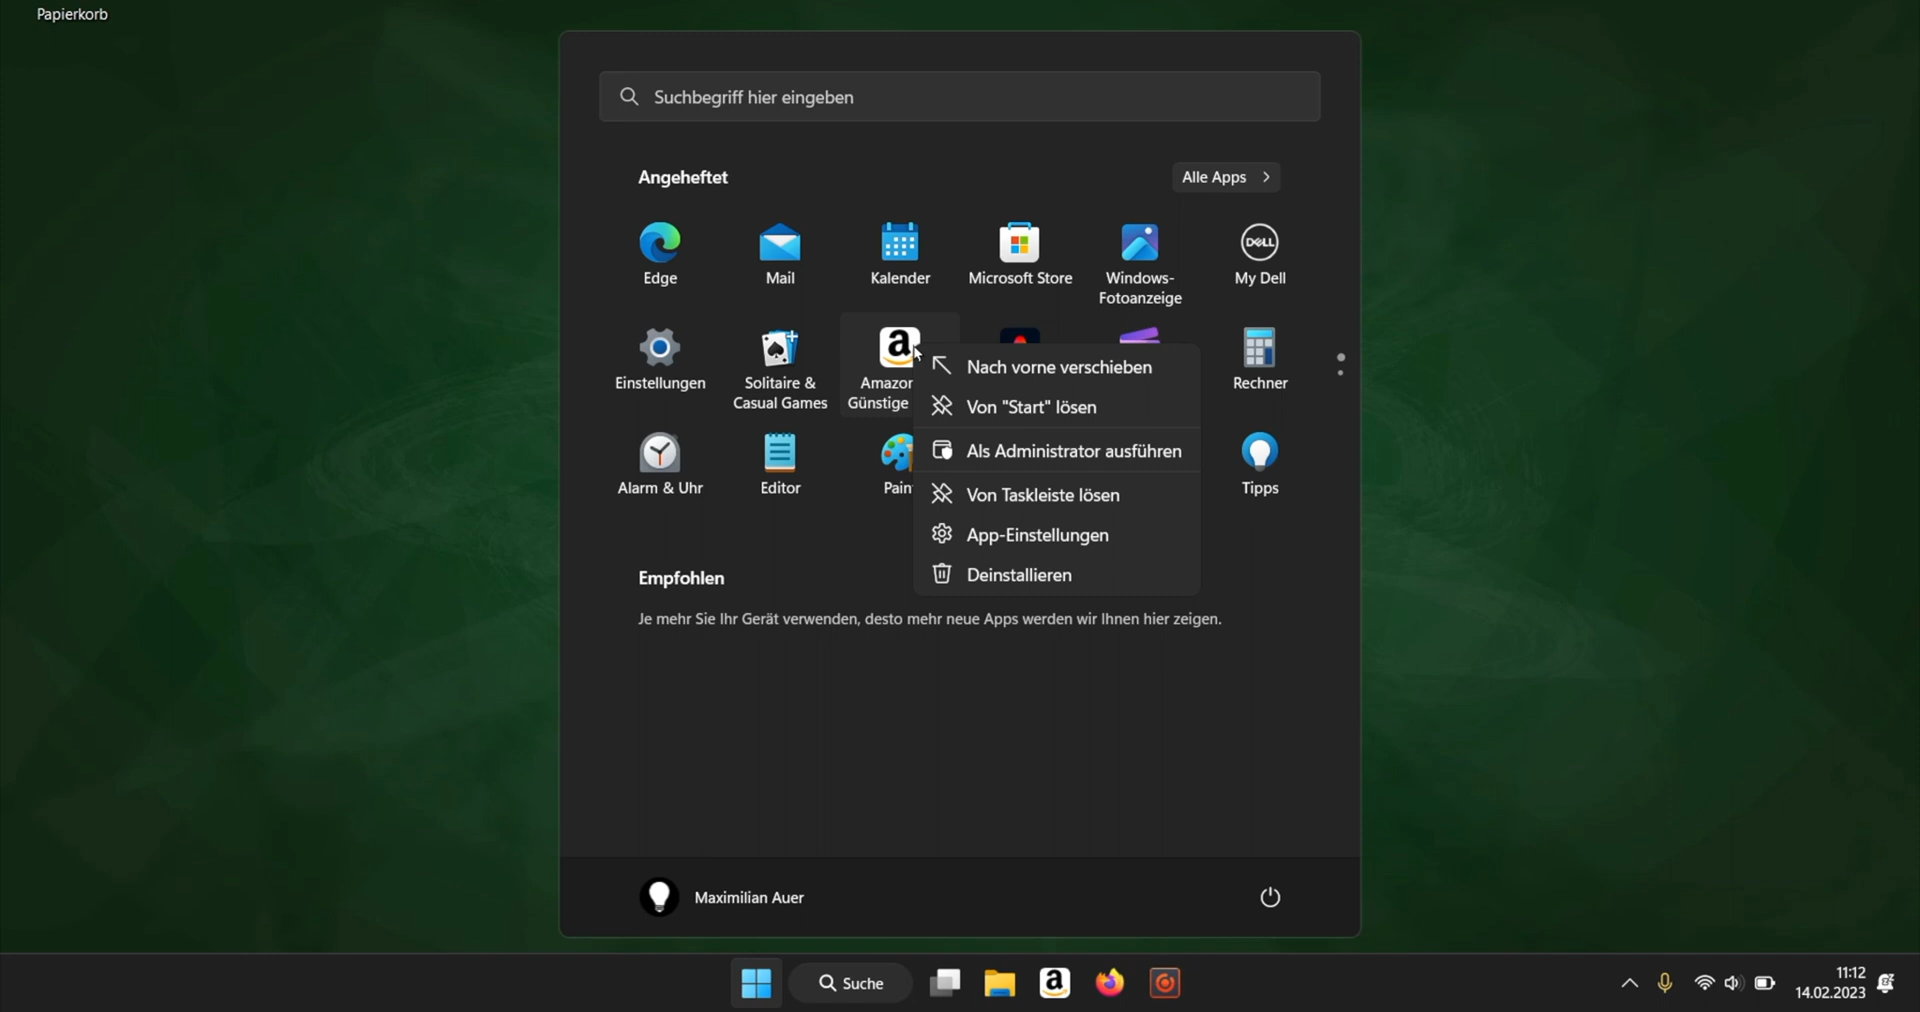 Papierkorb
Suchbegriff hier eingeben
Angeheftet
Alle Apps
Edge
Mail
Kalender
Microsoft Store
Windows-
Fotoanzeige
DELL
My Dell
Einstellungen
Solitaire &
Casual Games
Amazon
Günstige
Rechner
Alarm & Uhr
Editor
Paint
Tipps
Nach vorne verschieben
Von "Start" lösen
Als Administrator ausführen
Von Taskleiste lösen
App-Einstellungen
Deinstallieren
Empfohlen
Je mehr Sie Ihr Gerät verwenden, desto mehr neue Apps werden wir Ihnen hier zeigen.
Maximilian Auer
Suche
11:12
14.02.2023